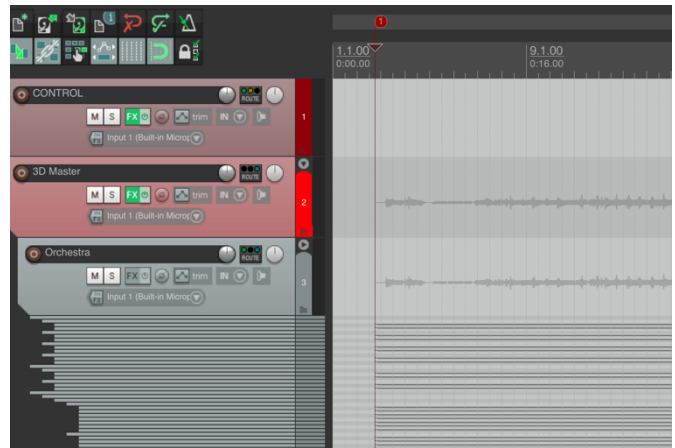 1
1
1.1.00
9.1.00
0:00.00
0:16.00
CONTROL
ROUTE
M S FX trim IN
1
Input 1 (Built-in Microp
3D Master
ROUTE
M S FX trim IN
2
Input 1 (Built-in Microp
Orchestra
ROUTE
M S FX trim IN
3
Input 1 (Built-in Microp